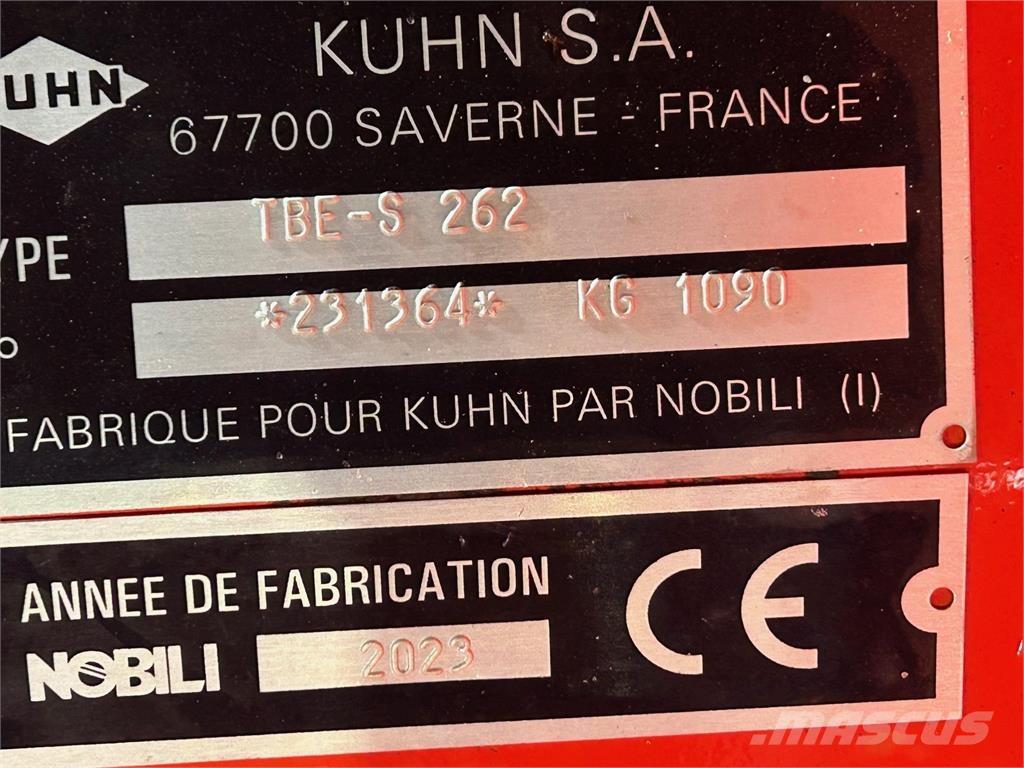 UHN
KUHN S.A.
67700 SAVERNE - FRANCE
YPE TBE-S 262
o *231364* KG 1090
FABRIQUE POUR KUHN PAR NOBILI (I)
ANNEE DE FABRICATION
NOBILI 2023
CE
mascus